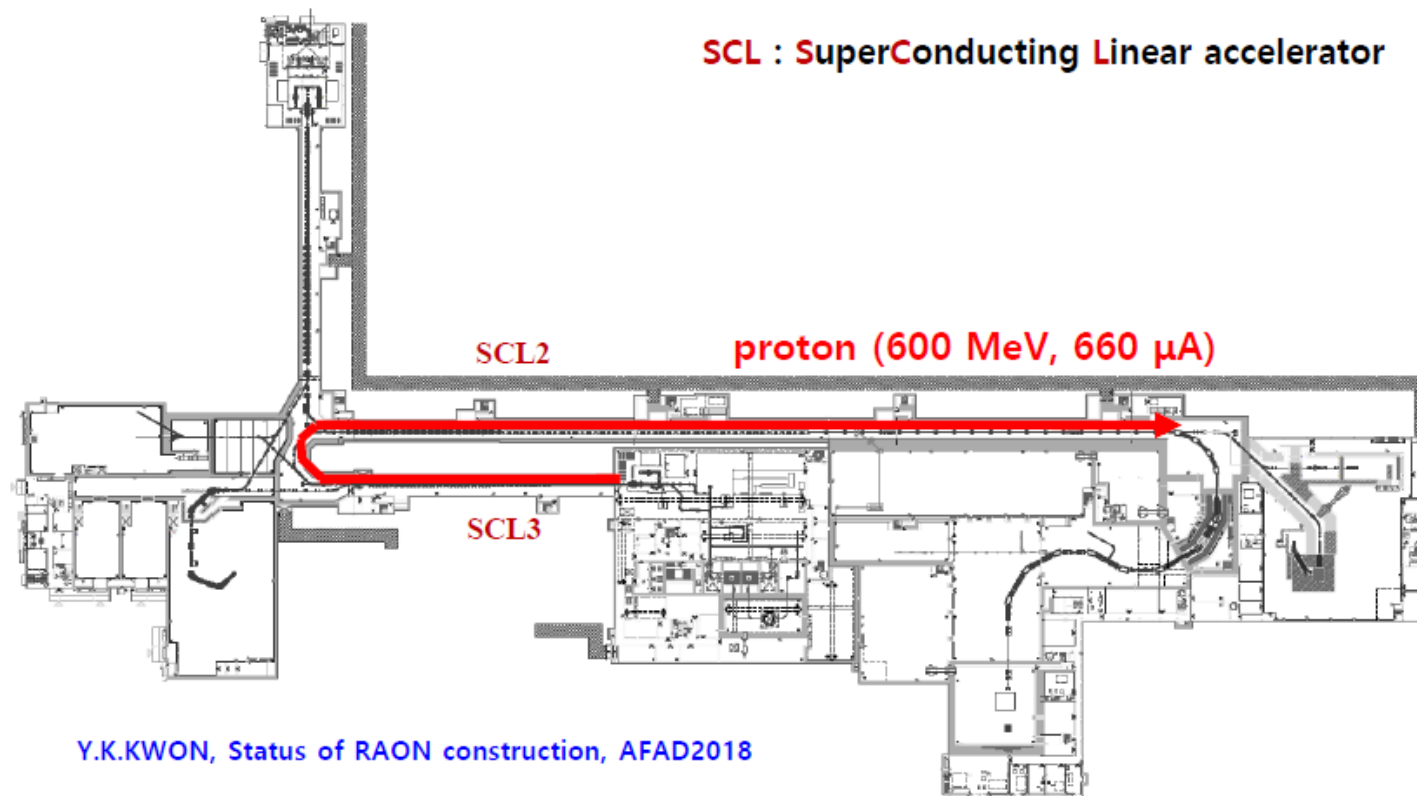 SCL : SuperConducting Linear accelerator
SCL2
proton (600 MeV, 660 μA)
SCL3
Y.K.KWON, Status of RAON construction, AFAD2018